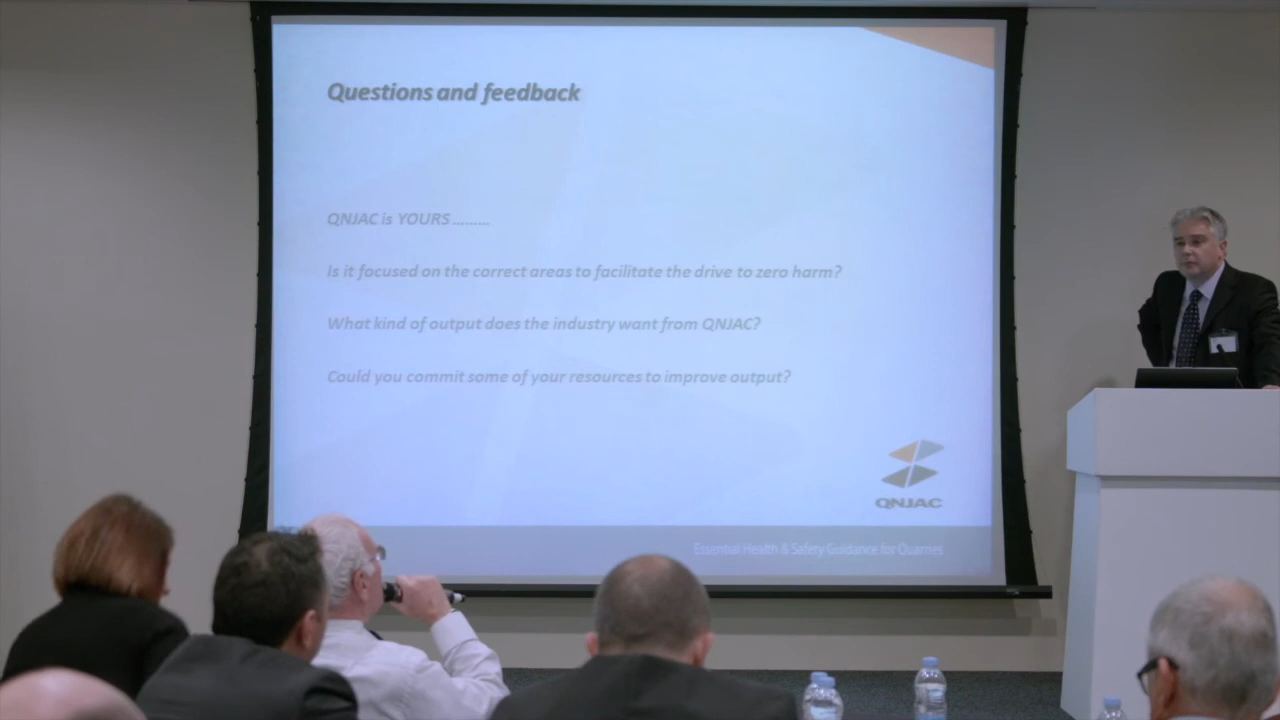 Questions and feedback
QNJAC is YOURS .........
Is it focused on the correct areas to facilitate the drive to zero harm?
What kind of output does the industry want from QNJAC?
Could you commit some of your resources to improve output?
QNJAC
Essential Health & Safety Guidance for Quarries